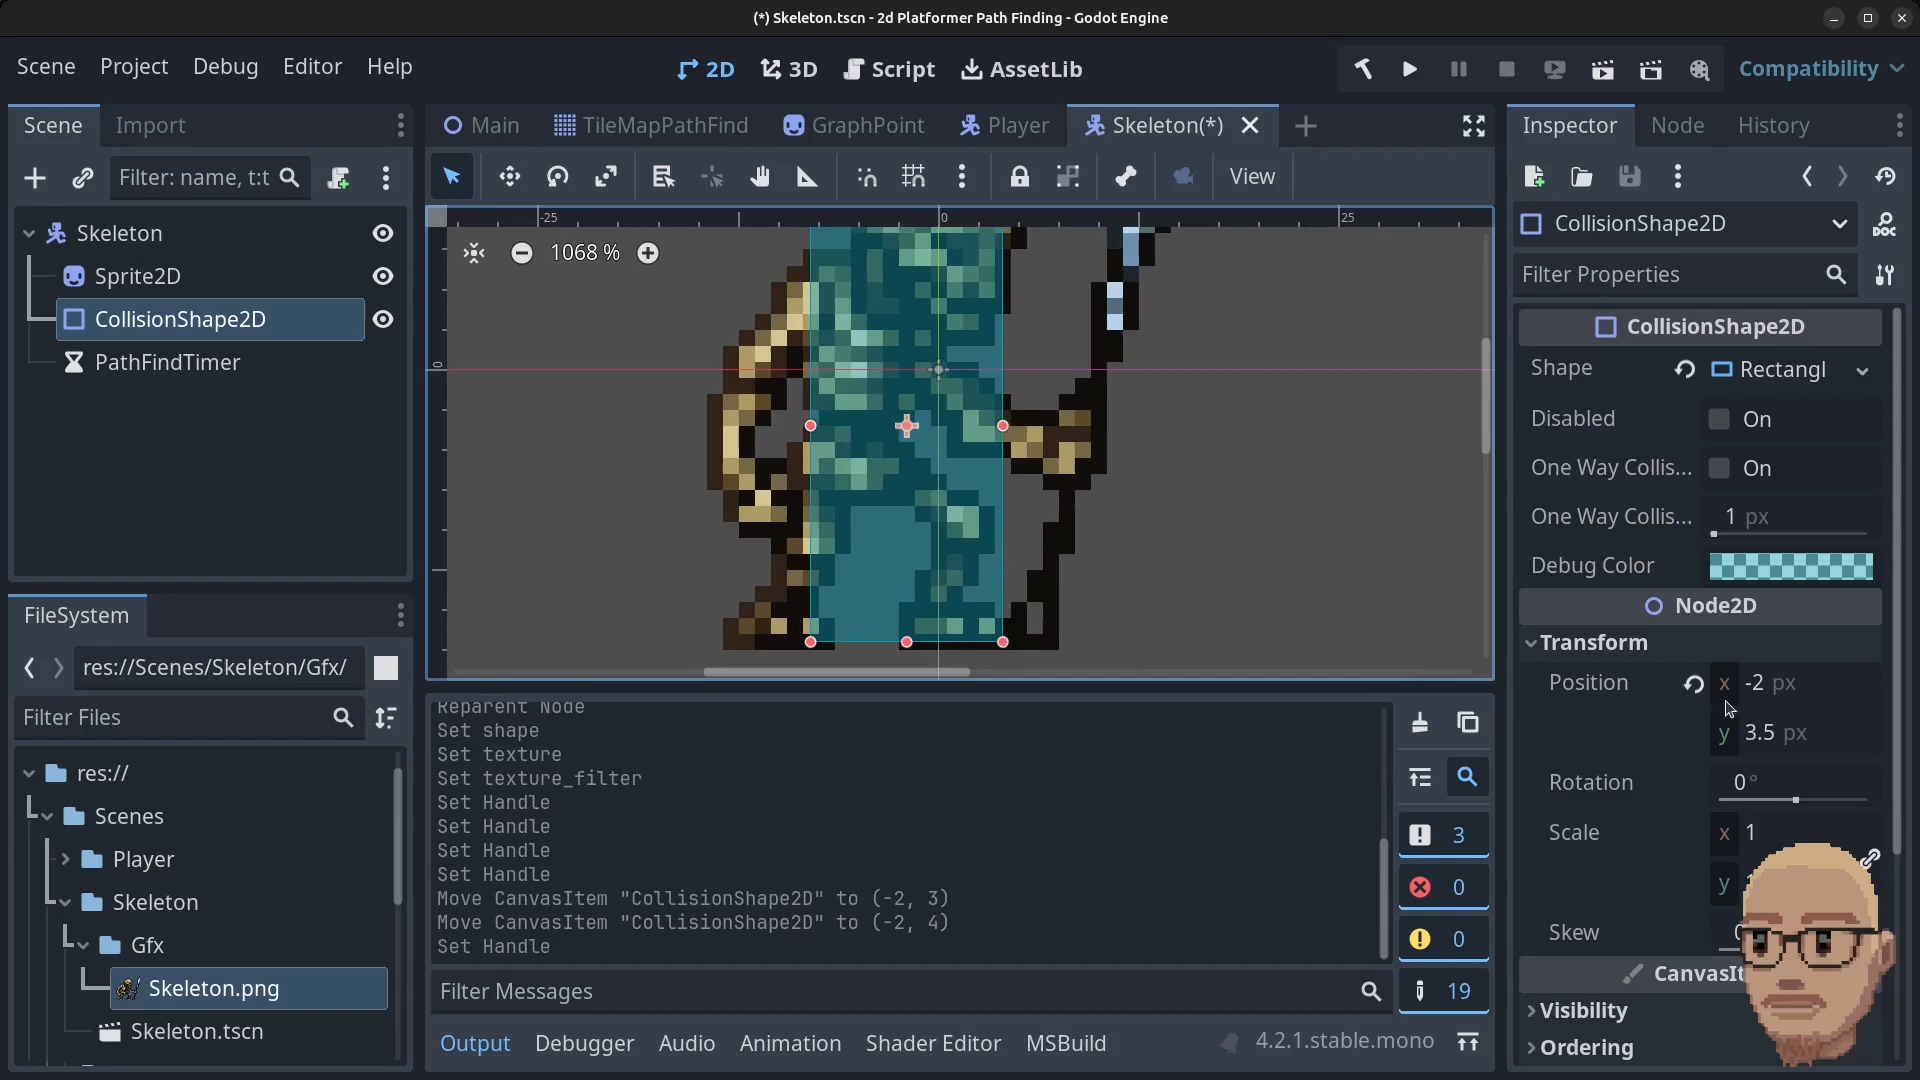 (*) Skeleton.tscn - 2d Platformer Path Finding - Godot Engine
Scene Project Debug Editor Help
2D 3D Script AssetLib
Compatibility
Scene Import
Filter: name, t:t
Skeleton
Sprite2D
CollisionShape2D
PathFindTimer
FileSystem
res://Scenes/Skeleton/Gfx/
Filter Files
res://
Scenes
Player
Skeleton
Gfx
Skeleton.png
Skeleton.tscn
Main TileMapPathFind GraphPoint Player Skeleton(*)
View
-25 0 25
0
1068 %
Reparent Node
Set shape
Set texture
Set texture_filter
Set Handle
Set Handle
Set Handle
Set Handle
Move CanvasItem "CollisionShape2D" to (-2, 3)
Move CanvasItem "CollisionShape2D" to (-2, 4)
Set Handle
3
0
0
19
Filter Messages
Output Debugger Audio Animation Shader Editor MSBuild
4.2.1.stable.mono
Inspector Node History
CollisionShape2D
DOC
Filter Properties
CollisionShape2D
Shape Rectangl
Disabled On
One Way Collis... On
One Way Collis... 1 px
Debug Color
Node2D
Transform
Position x -2 px
y 3.5 px
Rotation 0 °
Scale x 1
y
Skew
Visibility
Ordering